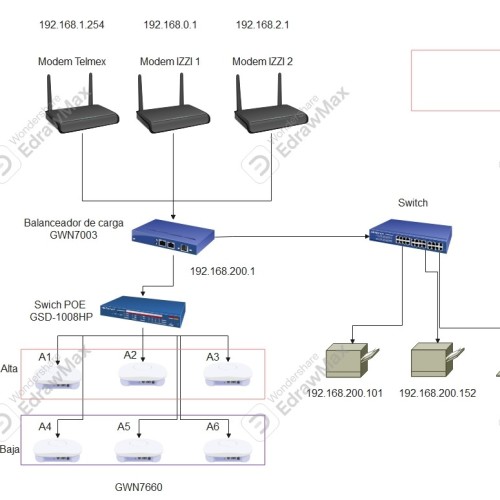 192.168.1.254
192.168.0.1
192.168.2.1
Modem Telmex
Modem IZZI 1
Modem IZZI 2
Switch
Balanceador de carga
GWN7003
192.168.200.1
Swich POE
GSD-1008HP
A1
A2
A3
Alta
192.168.200.101
192.168.200.152
A4
A5
A6
Baja
GWN7660
Wondershare
EdrawMax
Wondershare
EdrawMax
Wondershare
EdrawMax
Wondershare
EdrawMax